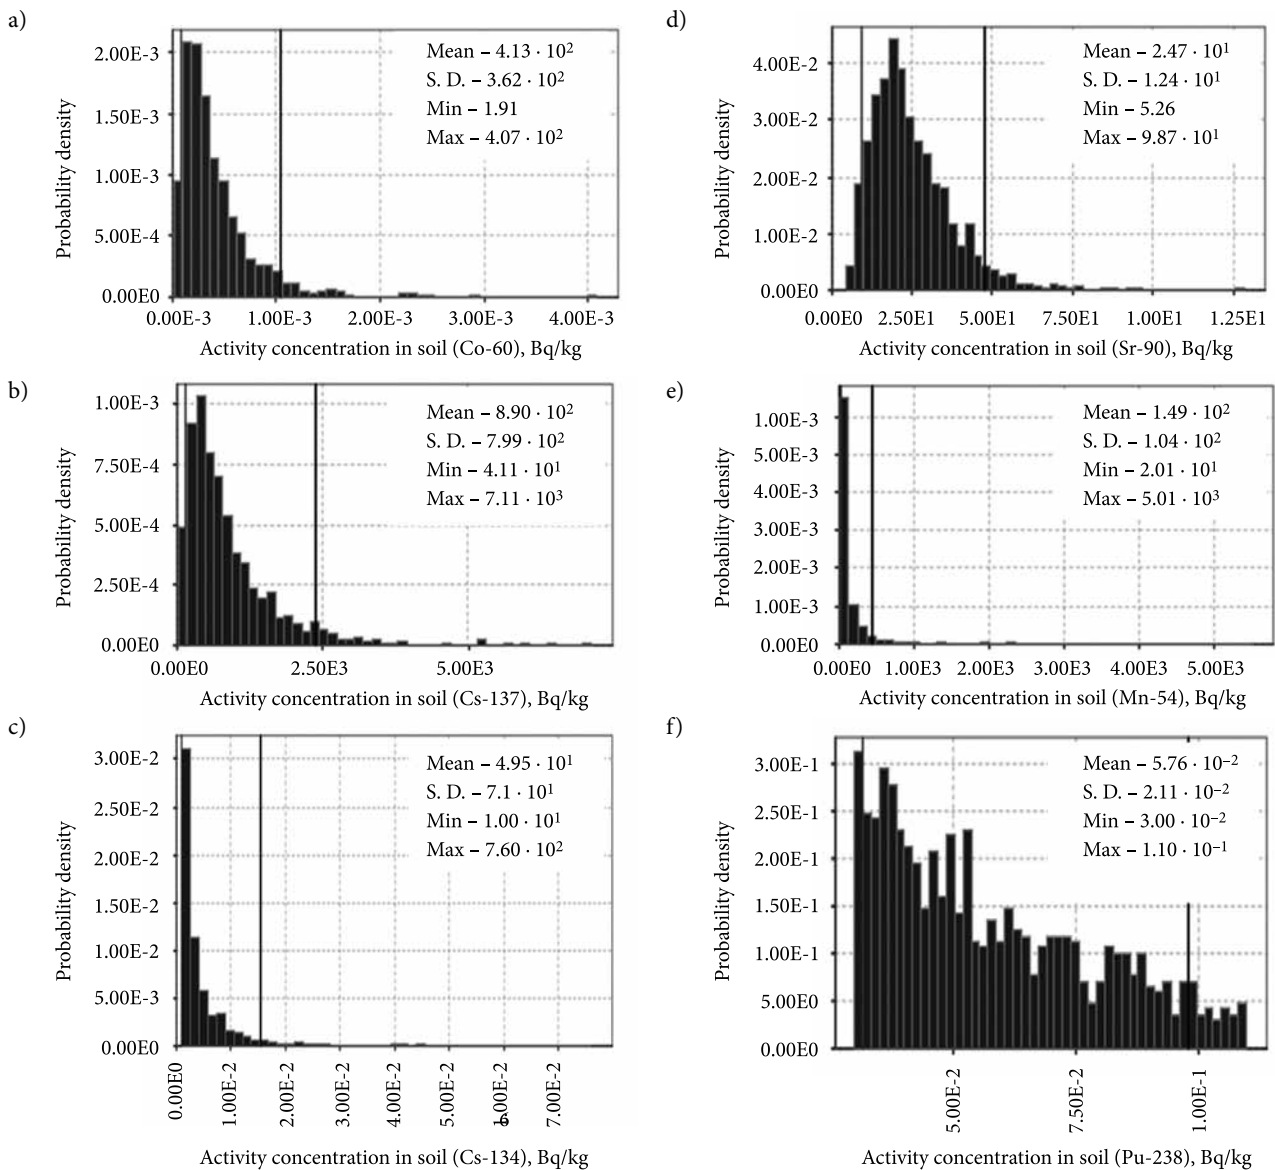 a)
Probability density
2.00E-3
1.50E-3
1.00E-3
5.00E-4
0.00E0
Mean – 4.13 · 10²
S. D. – 3.62 · 10²
Min – 1.91
Max – 4.07 · 10²
0.00E-3 1.00E-3 2.00E-3 3.00E-3 4.00E-3
Activity concentration in soil (Co-60), Bq/kg
d)
Probability density
4.00E-2
3.00E-2
2.00E-2
1.00E-2
0.00E0
Mean – 2.47 · 10¹
S. D. – 1.24 · 10¹
Min – 5.26
Max – 9.87 · 10¹
0.00E0 2.50E1 5.00E1 7.50E1 1.00E1 1.25E1
Activity concentration in soil (Sr-90), Bq/kg
b)
Probability density
1.00E-3
7.50E-4
5.00E-4
2.50E-4
0.00E0
Mean – 8.90 · 10²
S. D. – 7.99 · 10²
Min – 4.11 · 10¹
Max – 7.11 · 10³
0.00E0 2.50E3 5.00E3
Activity concentration in soil (Cs-137), Bq/kg
e)
Probability density
1.00E-3
5.00E-3
4.00E-3
3.00E-3
2.00E-3
1.00E-3
0.00E0
Mean – 1.49 · 10²
S. D. – 1.04 · 10²
Min – 2.01 · 10¹
Max – 5.01 · 10³
0.00E3 1.00E3 2.00E3 3.00E3 4.00E3 5.00E3
Activity concentration in soil (Mn-54), Bq/kg
c)
Probability density
3.00E-2
2.50E-2
2.00E-2
1.50E-2
1.00E-2
5.00E-3
0.00E0
Mean – 4.95 · 10¹
S. D. – 7.1 · 10¹
Min – 1.00 · 10¹
Max – 7.60 · 10²
0.00E0 1.00E-2 2.00E-2 3.00E-2 4.00E-2 5.00E-2 7.00E-2
Activity concentration in soil (Cs-134), Bq/kg
f)
Probability density
3.00E-1
2.50E-1
2.00E-1
1.50E-1
1.00E-1
5.00E0
0.00E0
Mean – 5.76 · 10⁻²
S. D. – 2.11 · 10⁻²
Min – 3.00 · 10⁻²
Max – 1.10 · 10⁻¹
5.00E-2 7.50E-2 1.00E-1
Activity concentration in soil (Pu-238), Bq/kg